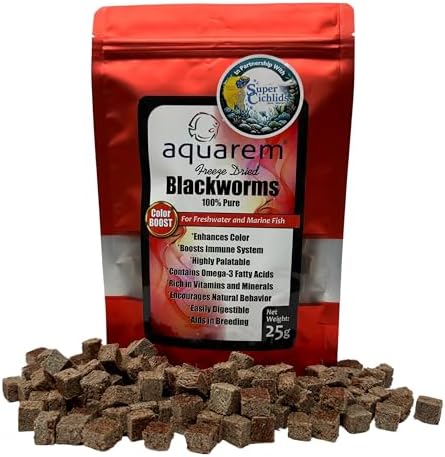 In Partnership With
Super
Cichlids
aquarem®
Freeze Dried
Blackworms
100% Pure
Color
BOOST
For Freshwater and Marine Fish
*Enhances Color
*Boosts Immune System
*Highly Palatable
*Contains Omega-3 Fatty Acids
*Rich in Vitamins and Minerals
*Encourages Natural Behavior
*Easily Digestible
*Aids in Breeding
Net
Weight:
25g